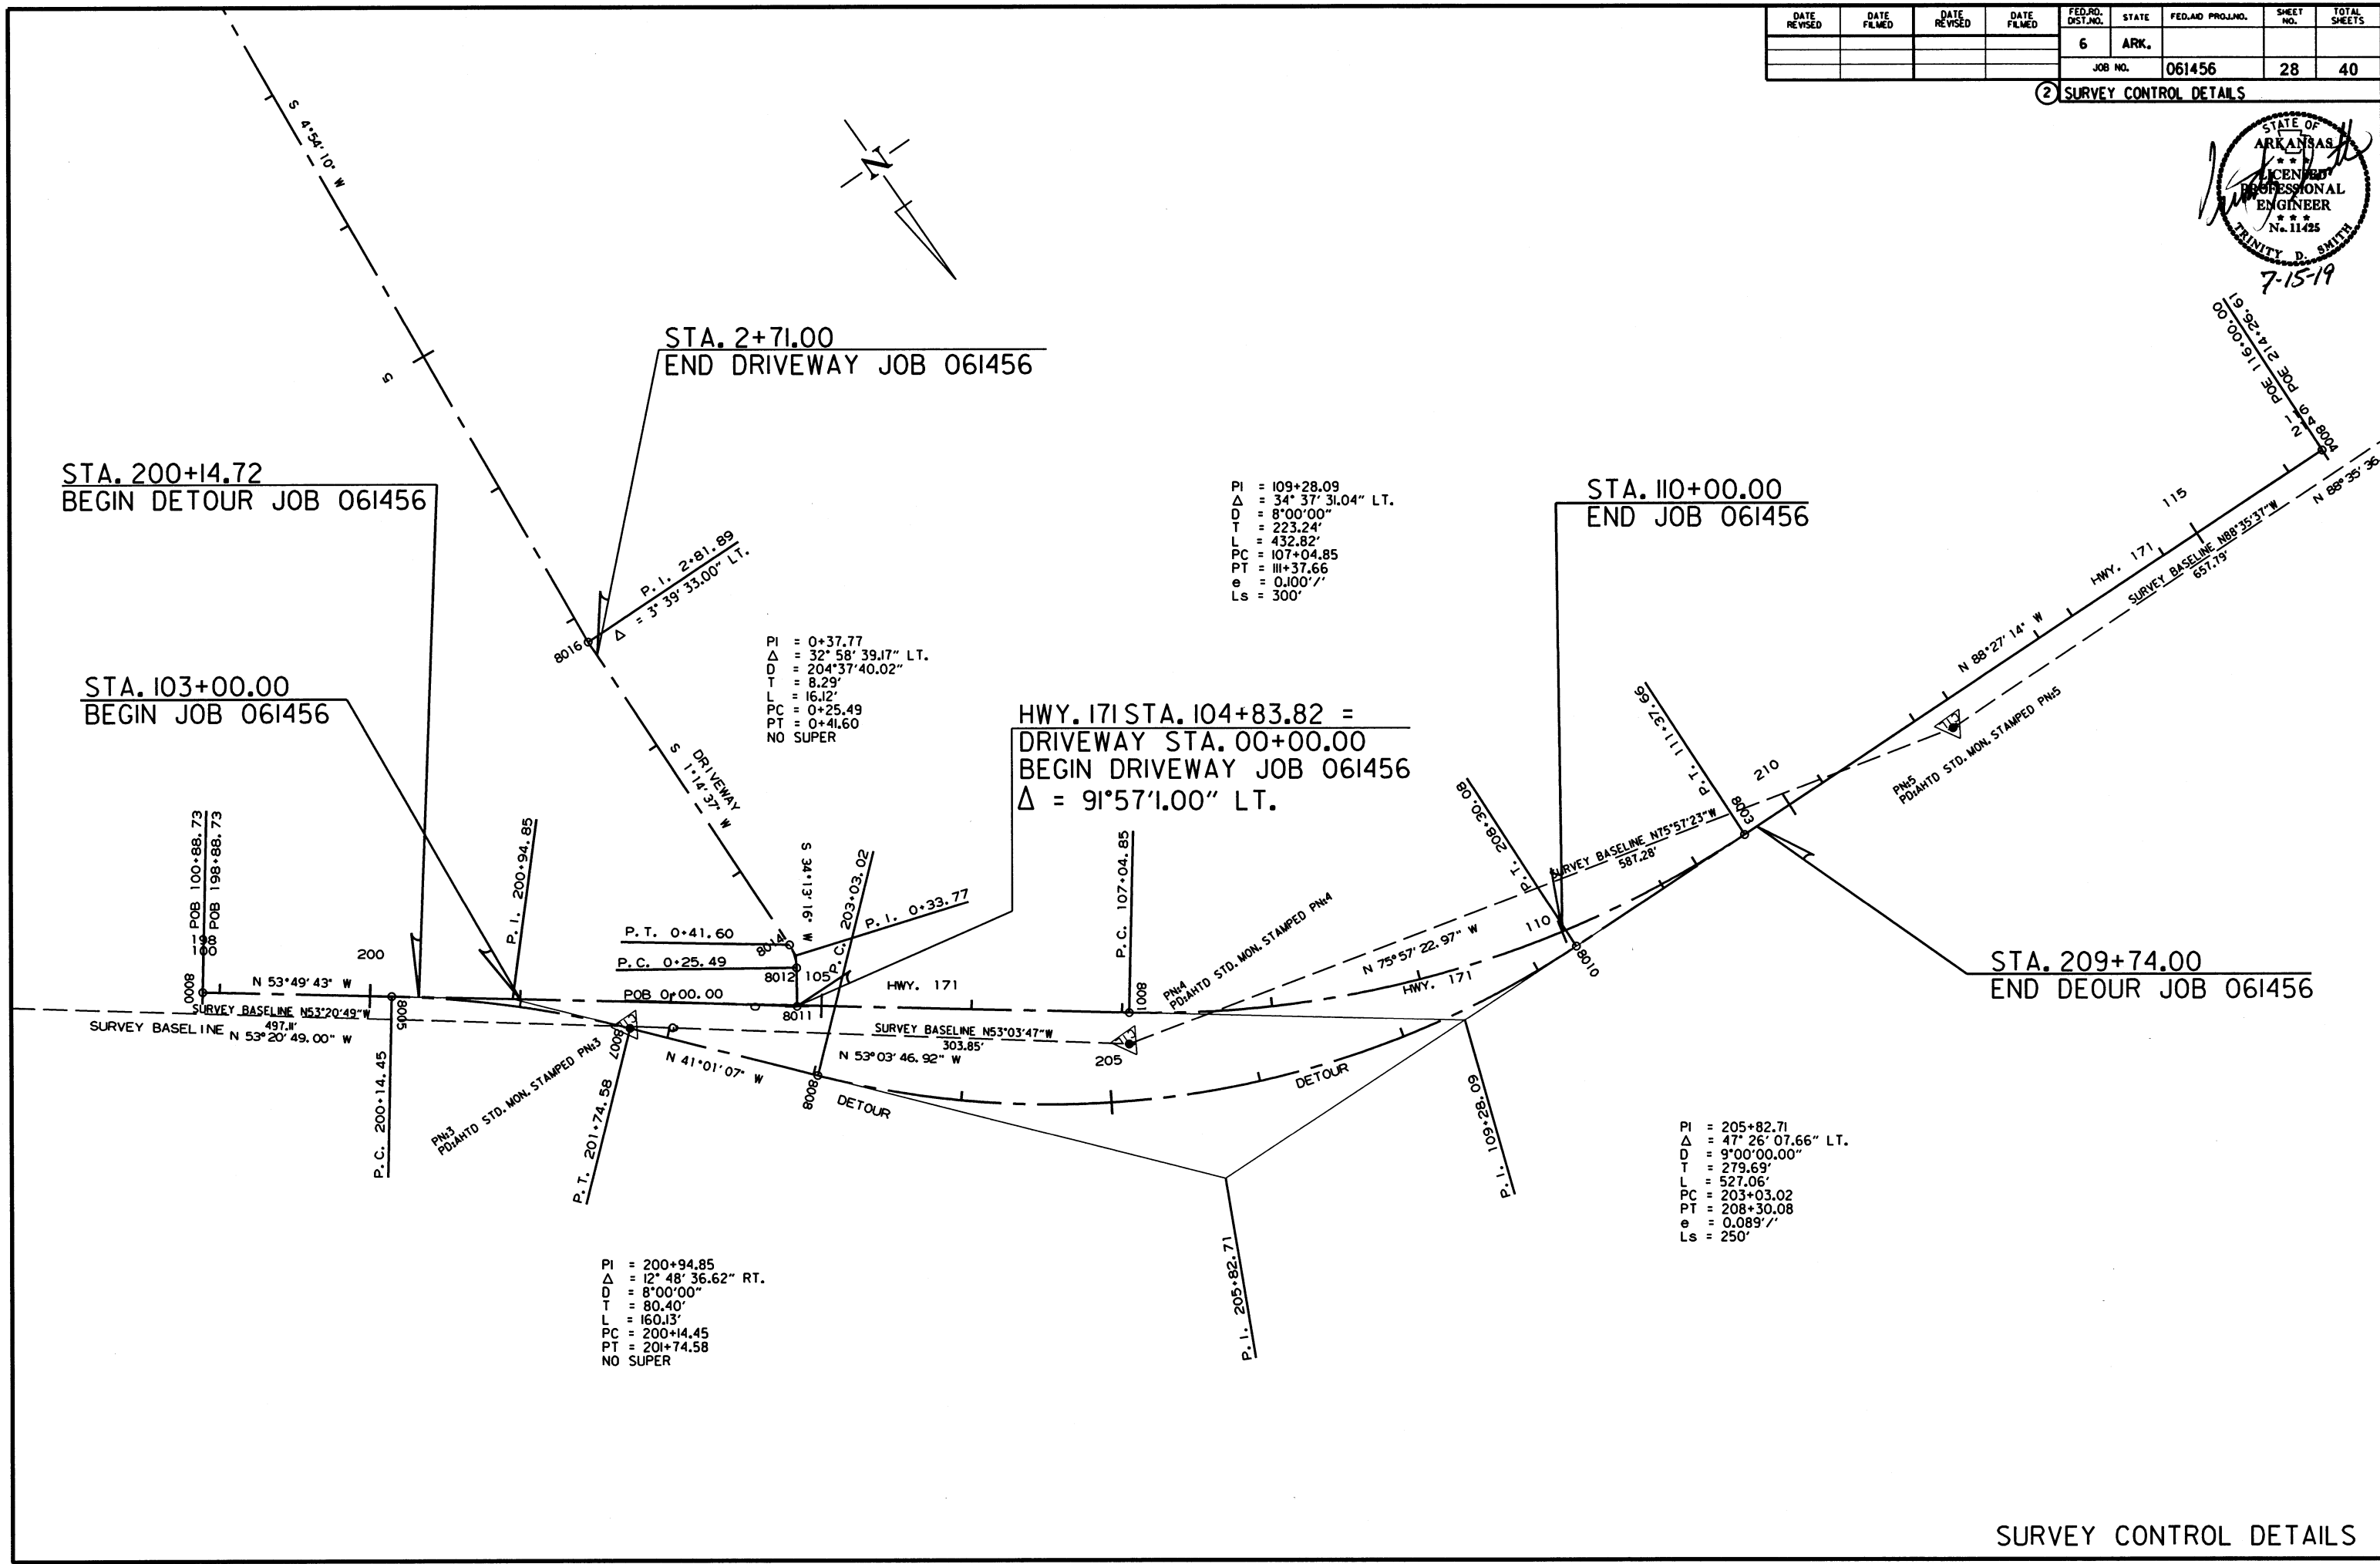 DATE REVISED
DATE FILMED
DATE REVISED
DATE FILMED
FED.RD. DIST.NO.
STATE
FED.AID PROJ.NO.
SHEET NO.
TOTAL SHEETS
6
ARK.
JOB NO.
061456
28
40
2 SURVEY CONTROL DETAILS
STATE OF
ARKANSAS
* * *
LICENSED
PROFESSIONAL
ENGINEER
* * *
No. 11425
TRINITY D. SMITH
7-15-19
S 4°54'10" W
N
STA. 2+71.00
END DRIVEWAY JOB 061456
5
STA. 200+14.72
BEGIN DETOUR JOB 061456
P.I. 2+81.89
Δ = 3° 39' 33.00" LT.
8016
PI = 0+37.77
Δ = 32° 58' 39.17" LT.
D = 204°37'40.02"
T = 8.29'
L = 16.12'
PC = 0+25.49
PT = 0+41.60
NO SUPER
PI = 109+28.09
Δ = 34° 37' 31.04" LT.
D = 8°00'00"
T = 223.24'
L = 432.82'
PC = 107+04.85
PT = 111+37.66
e = 0.100'/'
Ls = 300'
STA. 110+00.00
END JOB 061456
POE 116+00.00
POE 214+26.61
8004
115
HWY. 171
SURVEY BASELINE N88°35'37"W
657.79'
N 88°35'36
N 88°27'14" W
STA. 103+00.00
BEGIN JOB 061456
DRIVEWAY
S 1°14'37" W
HWY. 171 STA. 104+83.82 =
DRIVEWAY STA. 00+00.00
BEGIN DRIVEWAY JOB 061456
Δ = 91°57'1.00" LT.
POB 100+88.73
POB 198+88.73
198
100
8000
200
N 53°49'43" W
P.I. 200+94.85
S 34°13'16" W
P.C. 203+03.02
P.I. 0+33.77
P.T. 0+41.60
8014
P.C. 0+25.49
8012
105
POB 0+00.00
8011
HWY. 171
P.C. 107+04.85
8001
PN:4
PD:AHTD STD. MON. STAMPED PN:4
P.T. 208+30.08
P.T. 111+37.66
SURVEY BASELINE N75°57'23"W
587.28'
N 75°57'22.97" W
HWY. 171
110
8010
8003
210
PN:5
PD:AHTD STD. MON. STAMPED PN:5
STA. 209+74.00
END DEOUR JOB 061456
SURVEY BASELINE N53°20'49"W
497.11'
SURVEY BASELINE N 53°20'49.00" W
8005
P.C. 200+14.45
PN:3
PD:AHTD STD. MON. STAMPED PN:3
8007
P.T. 201+74.58
N 41°01'07" W
SURVEY BASELINE N53°03'47"W
303.85'
N 53°03'46.92" W
205
8008
DETOUR
DETOUR
P.I. 109+28.09
P.I. 205+82.71
PI = 205+82.71
Δ = 47° 26' 07.66" LT.
D = 9°00'00.00"
T = 279.69'
L = 527.06'
PC = 203+03.02
PT = 208+30.08
e = 0.089'/'
Ls = 250'
PI = 200+94.85
Δ = 12° 48' 36.62" RT.
D = 8°00'00"
T = 80.40'
L = 160.13'
PC = 200+14.45
PT = 201+74.58
NO SUPER
SURVEY CONTROL DETAILS